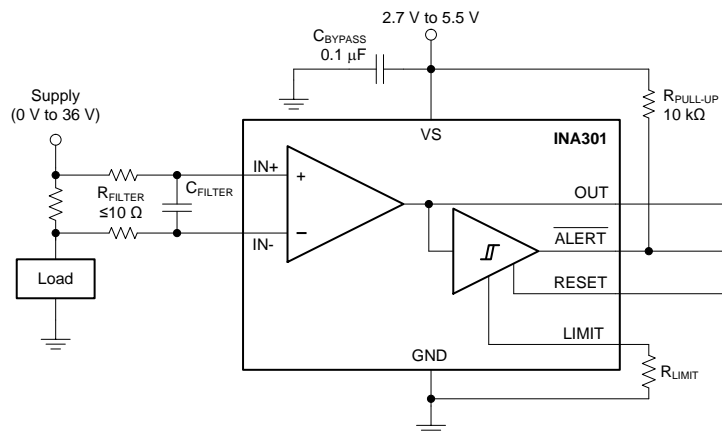 2.7 V to 5.5 V
CBYPASS
0.1 µF
Supply
(0 V to 36 V)
RPULL-UP
10 kΩ
VS
INA301
IN+
RFILTER
≤10 Ω
CFILTER
+
OUT
IN-
–
ALERT
Load
RESET
LIMIT
GND
RLIMIT